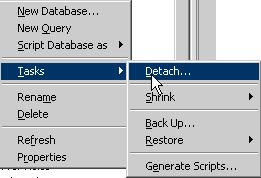 New Database...
New Query
Script Database as
Tasks
Rename
Delete
Refresh
Properties
Detach...
Shrink
Back Up...
Restore
Generate Scripts...